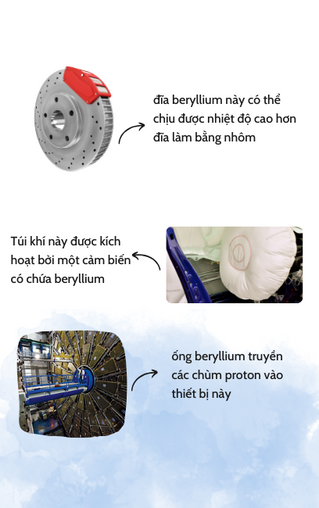 đĩa beryllium này có thể
chịu được nhiệt độ cao hơn
đĩa làm bằng nhôm
Túi khí này được kích
hoạt bởi một cảm biến
có chứa beryllium
ống beryllium truyền
các chùm proton vào
thiết bị này